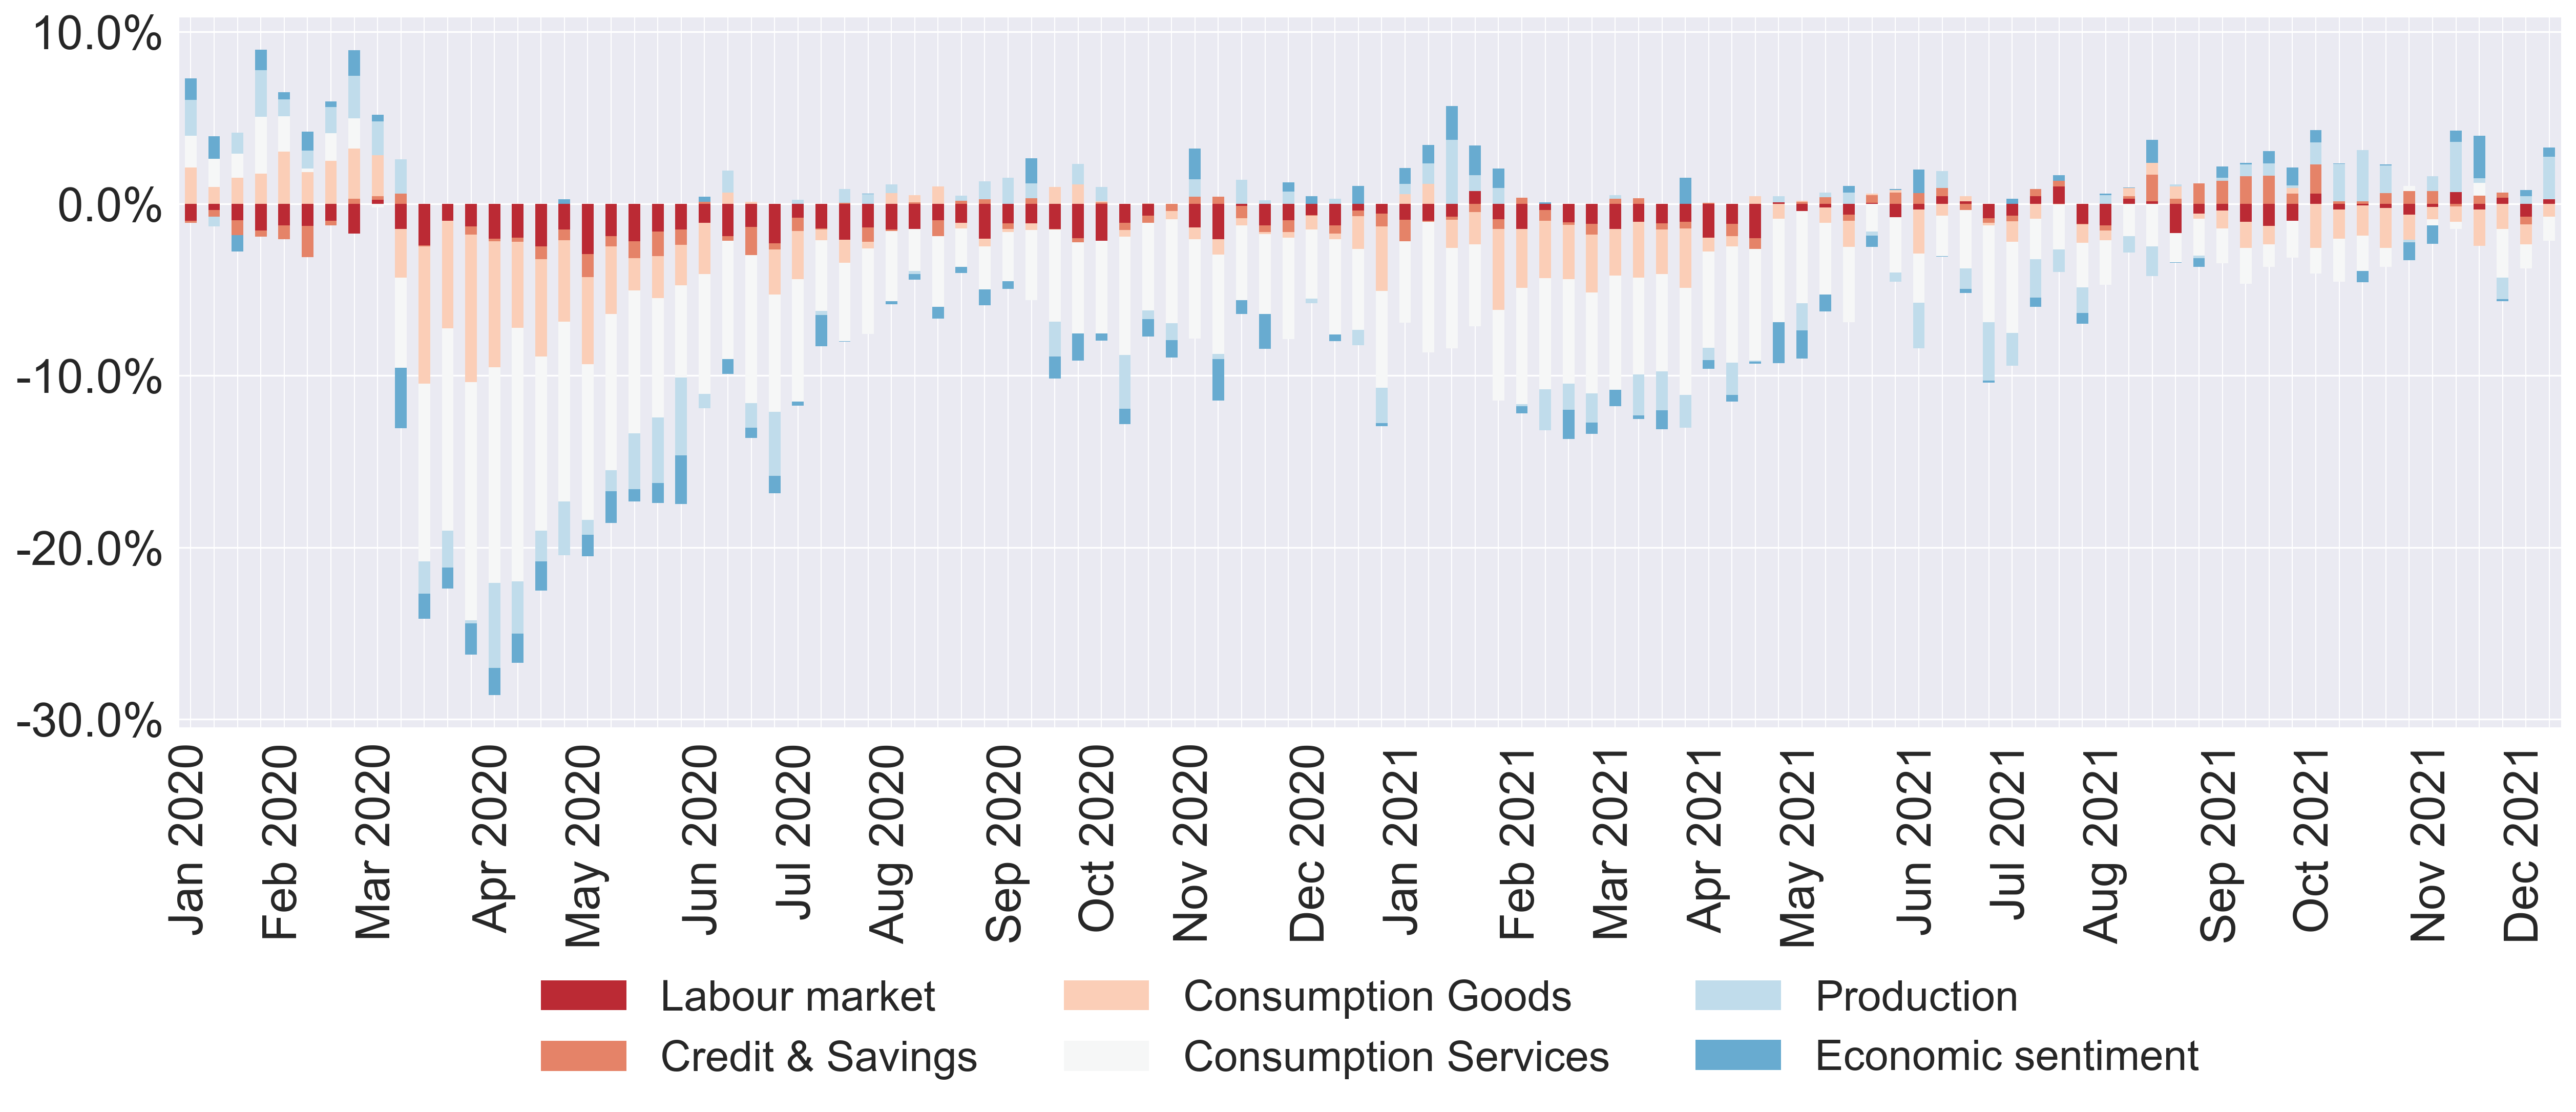 10.0%
0.0%
-10.0%
-20.0%
-30.0%
Jan 2020
Feb 2020
Mar 2020
Apr 2020
May 2020
Jun 2020
Jul 2020
Aug 2020
Sep 2020
Oct 2020
Nov 2020
Dec 2020
Jan 2021
Feb 2021
Mar 2021
Apr 2021
May 2021
Jun 2021
Jul 2021
Aug 2021
Sep 2021
Oct 2021
Nov 2021
Dec 2021
Labour market
Credit & Savings
Consumption Goods
Consumption Services
Production
Economic sentiment